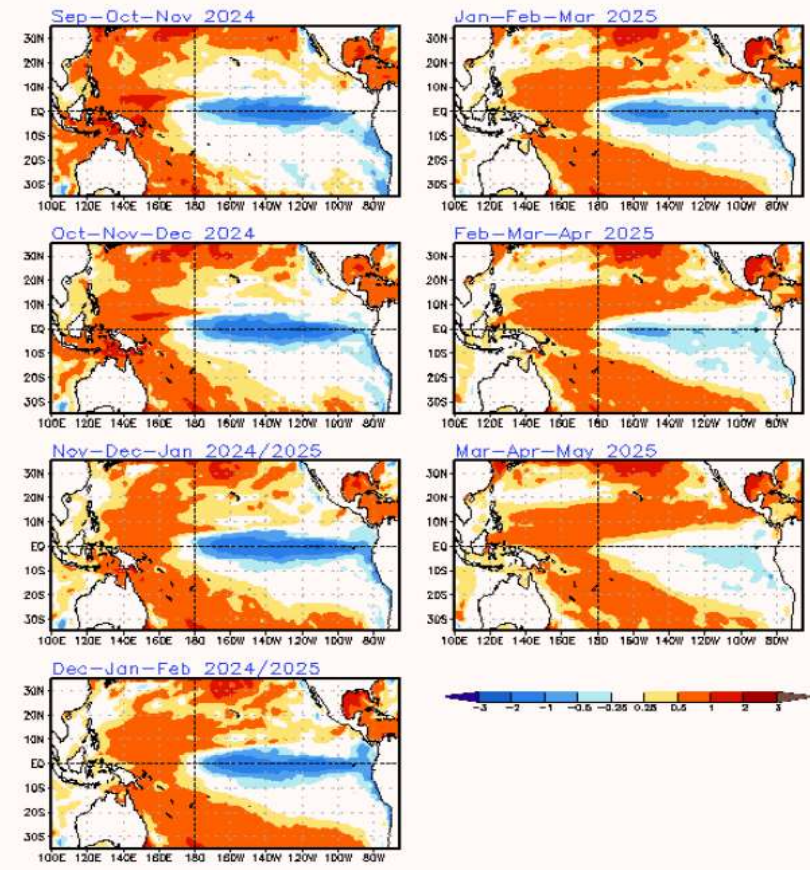 Sep-Oct-Nov 2024
30N
20N
10N
EQ
10S
20S
30S
100E 120E 140E 160E 180 160W 140W 120W 100W 80W
Oct-Nov-Dec 2024
30N
20N
10N
EQ
10S
20S
30S
100E 120E 140E 160E 180 160W 140W 120W 100W 80W
Nov-Dec-Jan 2024/2025
30N
20N
10N
EQ
10S
20S
30S
100E 120E 140E 160E 180 160W 140W 120W 100W 80W
Dec-Jan-Feb 2024/2025
30N
20N
10N
EQ
10S
20S
30S
100E 120E 140E 160E 180 160W 140W 120W 100W 80W
Jan-Feb-Mar 2025
30N
20N
10N
EQ
10S
20S
30S
100E 120E 140E 160E 180 160W 140W 120W 100W 80W
Feb-Mar-Apr 2025
30N
20N
10N
EQ
10S
20S
30S
100E 120E 140E 160E 180 160W 140W 120W 100W 80W
Mar-Apr-May 2025
30N
20N
10N
EQ
10S
20S
30S
100E 120E 140E 160E 180 160W 140W 120W 100W 80W
-3 -2 -1 -0.5 -0.25 0.25 0.5 1 2 3